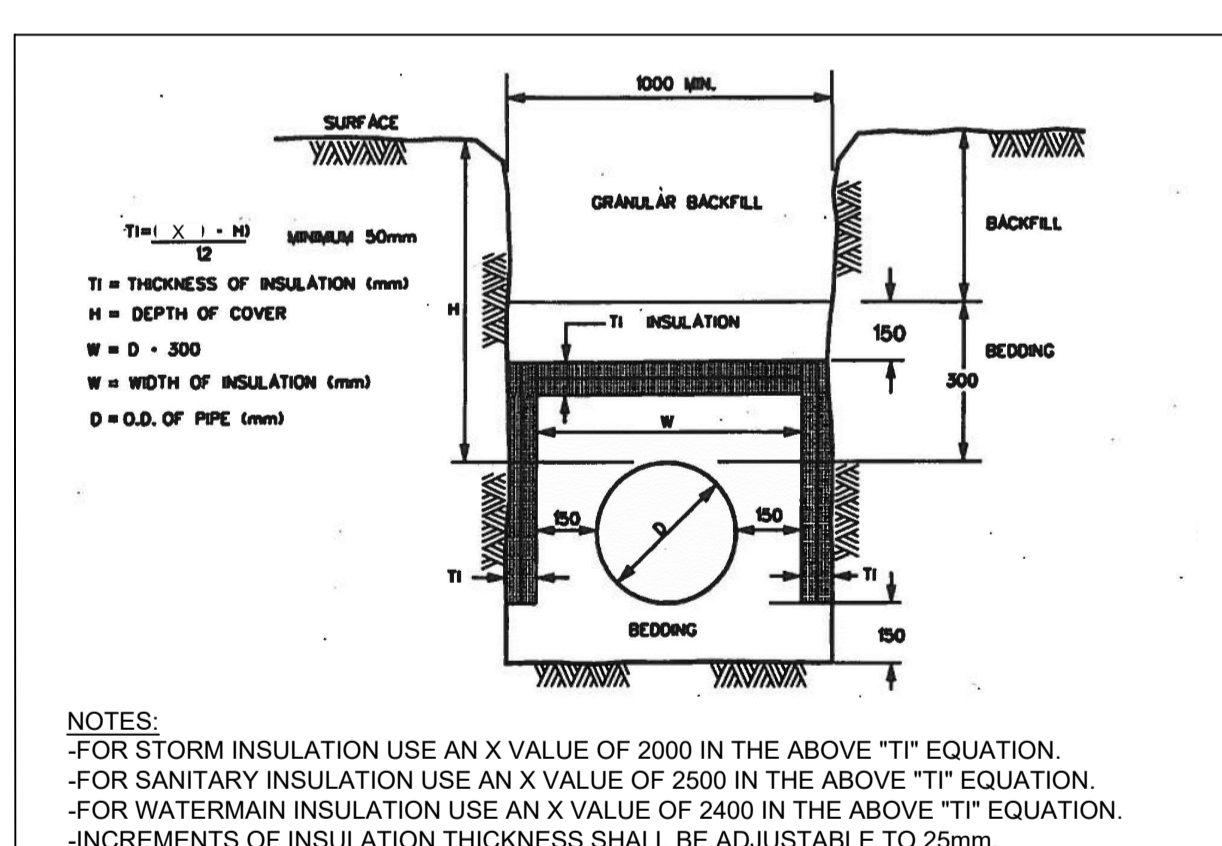 1000 MIN.
SURFACE
GRANULAR BACKFILL
BACKFILL
TI=( X ) - H)
12
MINIMUM 50mm
TI = THICKNESS OF INSULATION (mm)
H = DEPTH OF COVER
W = D • 300
W = WIDTH OF INSULATION (mm)
D = O.D. OF PIPE (mm)
H
TI INSULATION
150
BEDDING
300
W
150
D
150
TI
TI
BEDDING
150
NOTES:
-FOR STORM INSULATION USE AN X VALUE OF 2000 IN THE ABOVE "TI" EQUATION.
-FOR SANITARY INSULATION USE AN X VALUE OF 2500 IN THE ABOVE "TI" EQUATION.
-FOR WATERMAIN INSULATION USE AN X VALUE OF 2400 IN THE ABOVE "TI" EQUATION.
-INCREMENTS OF INSULATION THICKNESS SHALL BE ADJUSTABLE TO 25mm.